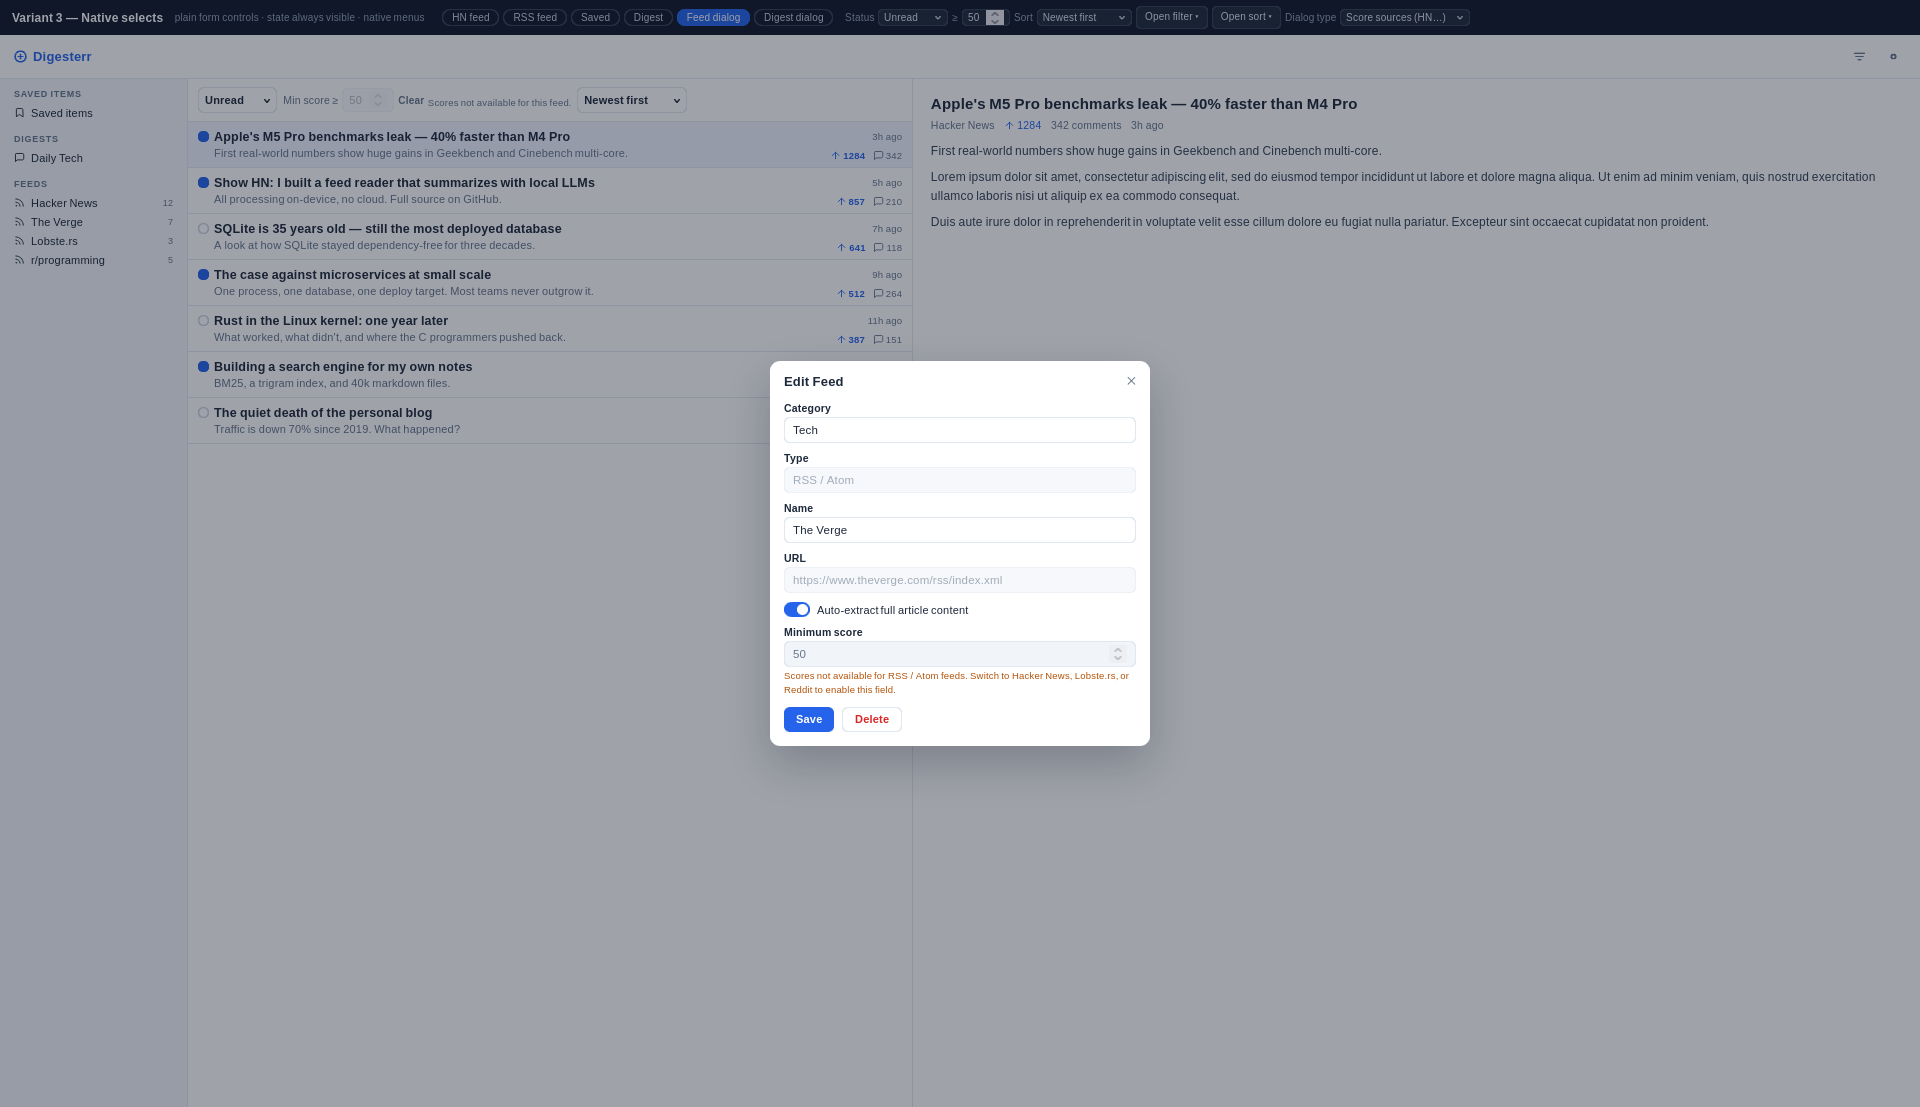 Variant 3 — Native selects plain form controls · state always visible · native menus HN feed RSS feed Saved Digest Feed dialog Digest dialog Status Unread ≥ 50 Sort Newest first Open filter ▾ Open sort ▾ Dialog type Score sources (HN…)
Digesterr
SAVED ITEMS
Saved items
DIGESTS
Daily Tech
FEEDS
Hacker News 12
The Verge 7
Lobste.rs 3
r/programming 5
Unread Min score ≥ 50 Clear Scores not available for this feed. Newest first
Apple's M5 Pro benchmarks leak — 40% faster than M4 Pro 3h ago
First real-world numbers show huge gains in Geekbench and Cinebench multi-core. 1284 342
Show HN: I built a feed reader that summarizes with local LLMs 5h ago
All processing on-device, no cloud. Full source on GitHub. 857 210
SQLite is 35 years old — still the most deployed database 7h ago
A look at how SQLite stayed dependency-free for three decades. 641 118
The case against microservices at small scale 9h ago
One process, one database, one deploy target. Most teams never outgrow it. 512 264
Rust in the Linux kernel: one year later 11h ago
What worked, what didn't, and where the C programmers pushed back. 387 151
Building a search engine for my own notes
BM25, a trigram index, and 40k markdown files.
The quiet death of the personal blog
Traffic is down 70% since 2019. What happened?
Apple's M5 Pro benchmarks leak — 40% faster than M4 Pro
Hacker News 1284 342 comments 3h ago
First real-world numbers show huge gains in Geekbench and Cinebench multi-core.
Lorem ipsum dolor sit amet, consectetur adipiscing elit, sed do eiusmod tempor incididunt ut labore et dolore magna aliqua. Ut enim ad minim veniam, quis nostrud exercitation
ullamco laboris nisi ut aliquip ex ea commodo consequat.
Duis aute irure dolor in reprehenderit in voluptate velit esse cillum dolore eu fugiat nulla pariatur. Excepteur sint occaecat cupidatat non proident.
Edit Feed
Category
Tech
Type
RSS / Atom
Name
The Verge
URL
https://www.theverge.com/rss/index.xml
Auto-extract full article content
Minimum score
50
Scores not available for RSS / Atom feeds. Switch to Hacker News, Lobste.rs, or
Reddit to enable this field.
Save Delete